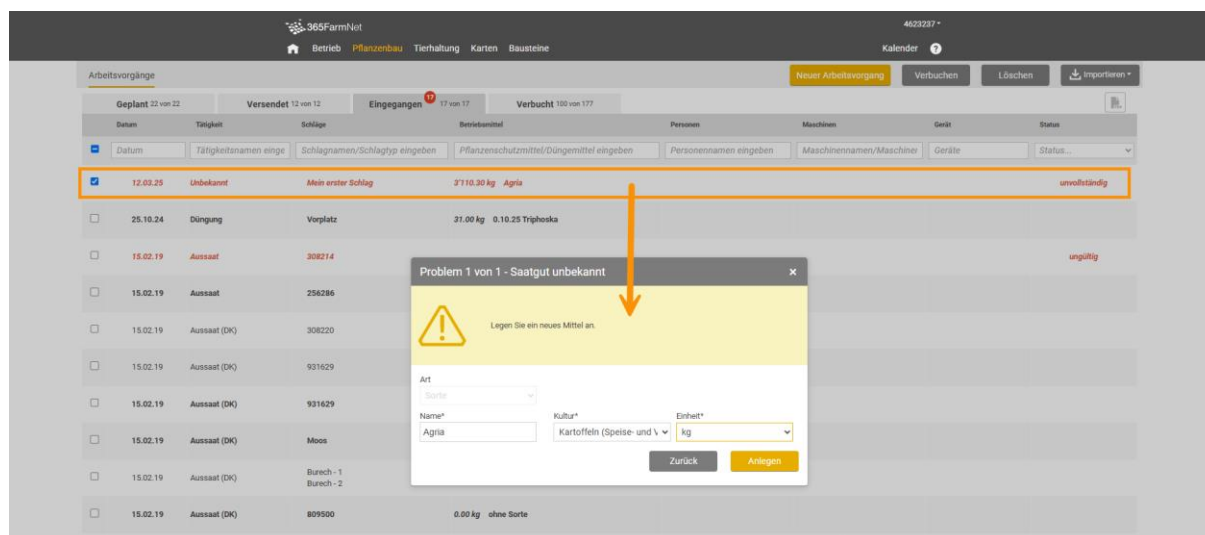 365FarmNet
4623237
Betrieb Pflanzenbau Tierhaltung Karten Bausteine
Kalender ?
Arbeitsvorgänge
Neuer Arbeitsvorgang Verbuchen Löschen Importieren
Geplant 22 von 22 Versendet 12 von 12 Eingegangen 17 17 von 17 Verbucht 100 von 177
Datum Tätigkeit Schläge Betriebsmittel Personen Maschinen Gerät Status
Datum Tätigkeitsnamen einge Schlagnamen/Schlagtyp eingeben Pflanzenschutzmittel/Düngemittel eingeben Personennamen eingeben Maschinennamen/Maschiner Geräte Status...
12.03.25 Unbekannt Mein erster Schlag 3'110.30 kg Agria unvollständig
25.10.24 Düngung Vorplatz 31.00 kg 0.10.25 Triphoska
15.02.19 Aussaat 308214 ungültig
15.02.19 Aussaat 256286
15.02.19 Aussaat (DK) 308220
15.02.19 Aussaat (DK) 931629
15.02.19 Aussaat (DK) 931629
15.02.19 Aussaat (DK) Moos
15.02.19 Aussaat (DK) Burech - 1
Burech - 2
15.02.19 Aussaat (DK) 809500 0.00 kg ohne Sorte
Problem 1 von 1 - Saatgut unbekannt ×
Legen Sie ein neues Mittel an.
Art
Sorte
Name* Kultur* Einheit*
Agria Kartoffeln (Speise- und V kg
Zurück Anlegen